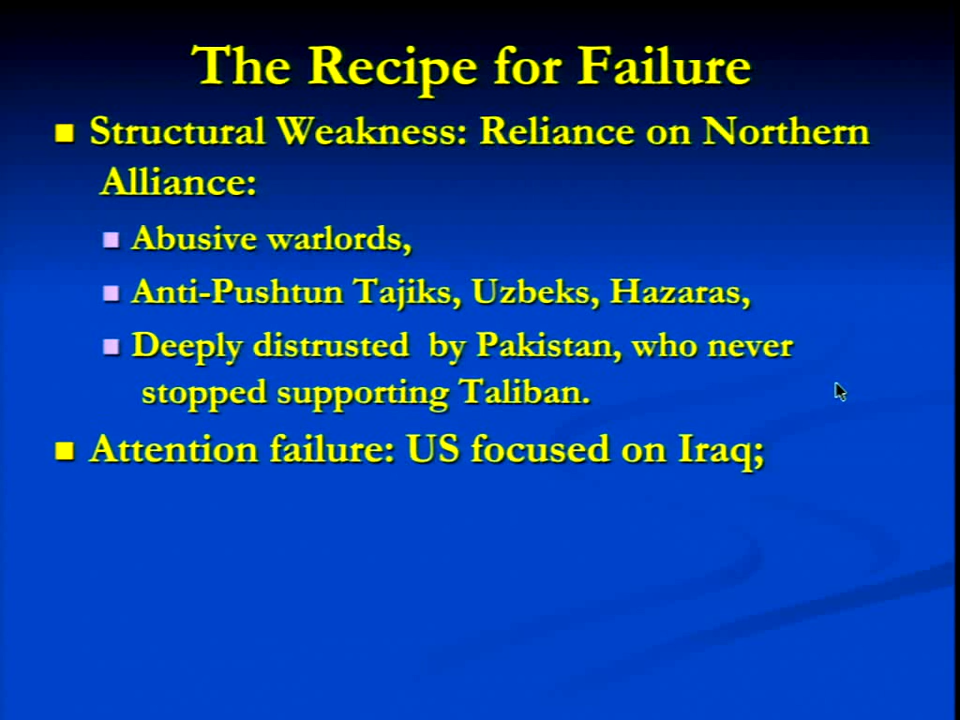 The Recipe for Failure
Structural Weakness: Reliance on Northern
Alliance:
Abusive warlords,
Anti-Pushtun Tajiks, Uzbeks, Hazaras,
Deeply distrusted by Pakistan, who never
stopped supporting Taliban.
Attention failure: US focused on Iraq;